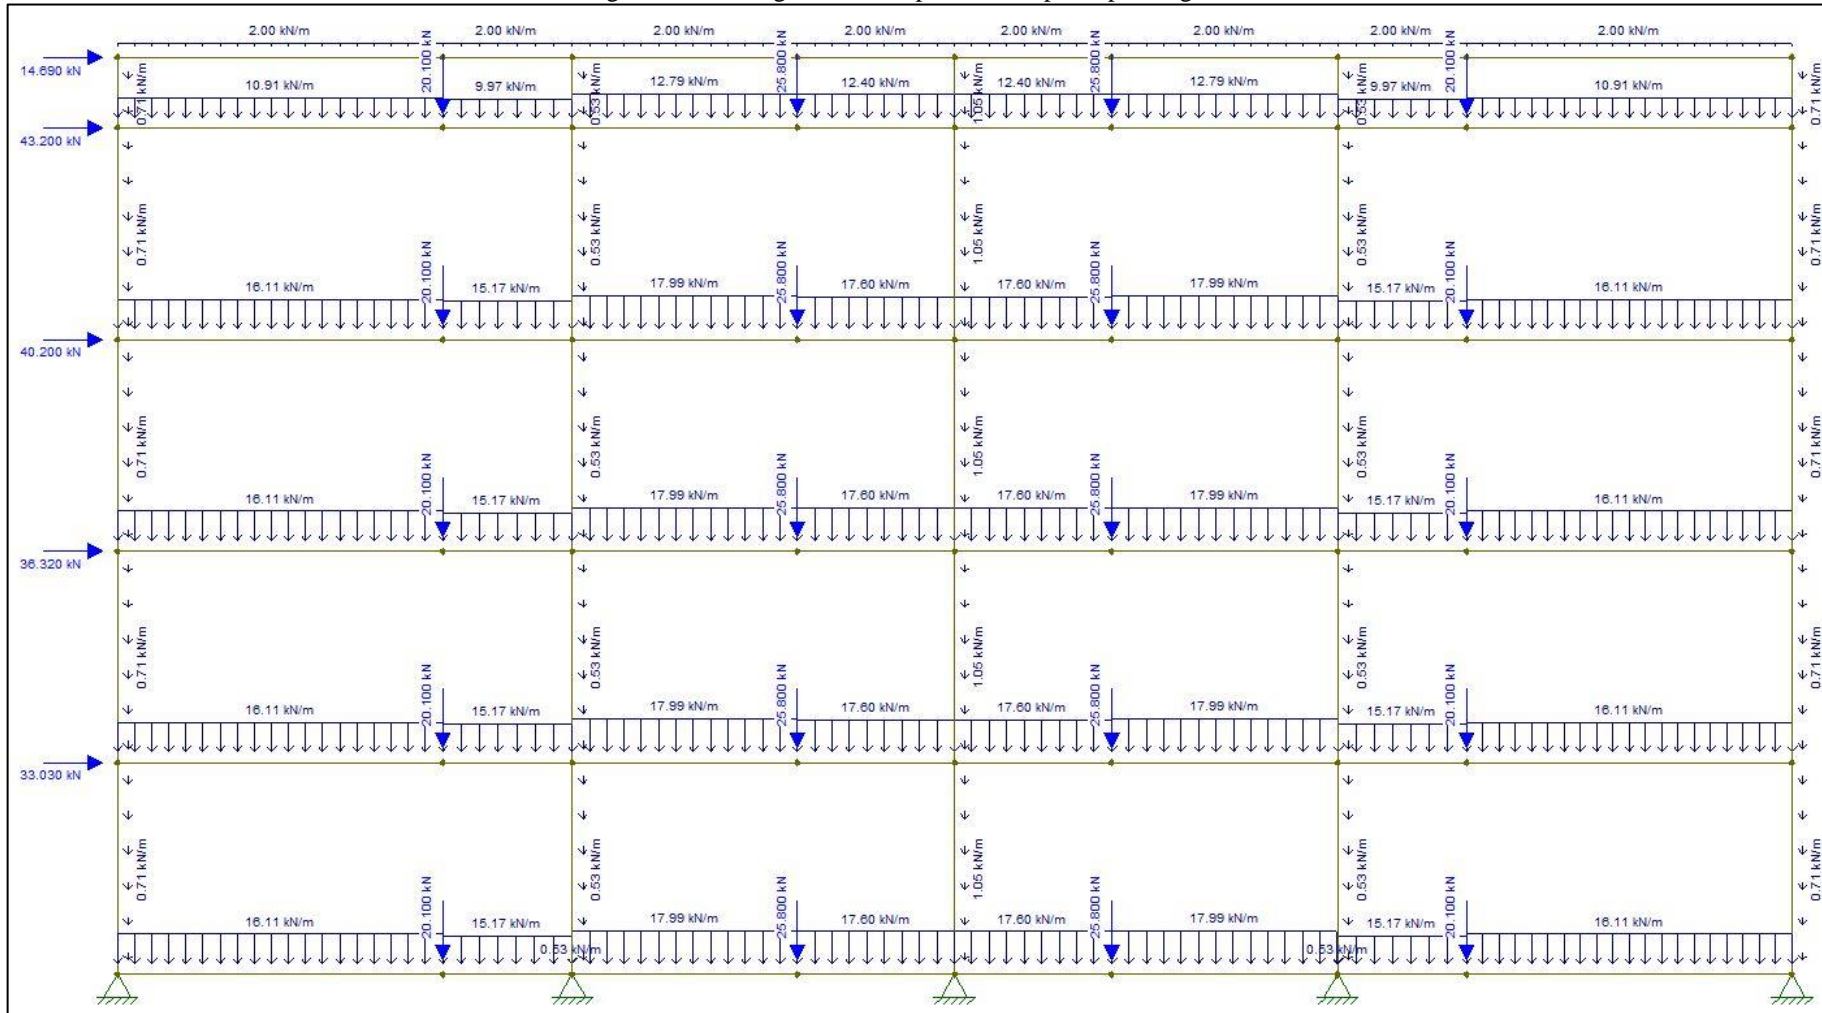 2.00 kN/m 2.00 kN/m 2.00 kN/m 2.00 kN/m 2.00 kN/m 2.00 kN/m 2.00 kN/m 2.00 kN/m
14.690 kN
20.100 kN 25.800 kN 25.800 kN 20.100 kN
10.91 kN/m 9.97 kN/m 12.79 kN/m 12.40 kN/m 12.40 kN/m 12.79 kN/m 9.97 kN/m 10.91 kN/m
0.71 kN/m 0.53 kN/m 1.05 kN/m 0.53 kN/m 0.71 kN/m
43.200 kN
0.71 kN/m 0.53 kN/m 1.05 kN/m 0.53 kN/m 0.71 kN/m
20.100 kN 25.800 kN 25.800 kN 20.100 kN
16.11 kN/m 15.17 kN/m 17.99 kN/m 17.60 kN/m 17.60 kN/m 17.99 kN/m 15.17 kN/m 16.11 kN/m
40.200 kN
0.71 kN/m 0.53 kN/m 1.05 kN/m 0.53 kN/m 0.71 kN/m
20.100 kN 25.800 kN 25.800 kN 20.100 kN
16.11 kN/m 15.17 kN/m 17.99 kN/m 17.60 kN/m 17.60 kN/m 17.99 kN/m 15.17 kN/m 16.11 kN/m
36.320 kN
0.71 kN/m 0.53 kN/m 1.05 kN/m 0.53 kN/m 0.71 kN/m
20.100 kN 25.800 kN 25.800 kN 20.100 kN
16.11 kN/m 15.17 kN/m 17.99 kN/m 17.60 kN/m 17.60 kN/m 17.99 kN/m 15.17 kN/m 16.11 kN/m
33.030 kN
0.71 kN/m 0.53 kN/m 1.05 kN/m 0.53 kN/m 0.71 kN/m
20.100 kN 25.800 kN 25.800 kN 20.100 kN
16.11 kN/m 15.17 kN/m 17.99 kN/m 17.60 kN/m 17.60 kN/m 17.99 kN/m 15.17 kN/m 16.11 kN/m
0.53 kN/m 0.53 kN/m